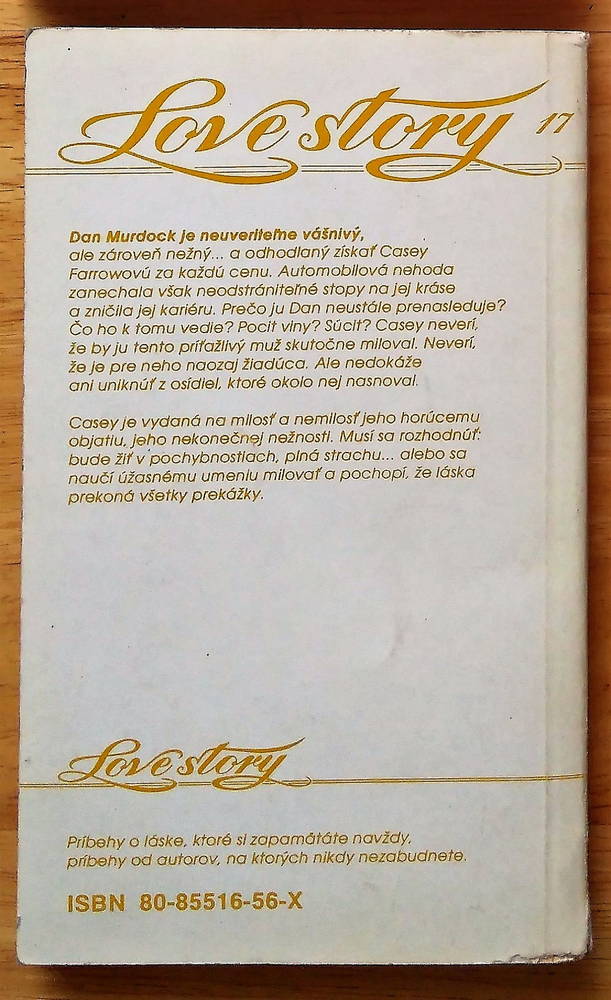 Love story 17
Dan Murdock je neuveriteľne vášnivý,
ale zároveň nežný... a odhodlaný získať Casey
Farrowovú za každú cenu. Automobilová nehoda
zanechala však neodstrániteľné stopy na jej kráse
a zničila jej kariéru. Prečo ju Dan neustále prenasleduje?
Čo ho k tomu vedie? Pocit viny? Súcit? Casey neverí,
že by ju tento príťažlivý muž skutočne miloval. Neverí,
že je pre neho naozaj žiadúca. Ale nedokáže
ani uniknúť z osídiel, ktoré okolo nej nasnoval.
Casey je vydaná na milosť a nemilosť jeho horúcemu
objatiu, jeho nekonečnej nežnosti. Musí sa rozhodnúť:
bude žiť v pochybnostiach, plná strachu... alebo sa
naučí úžasnému umeniu milovať a pochopí, že láska
prekoná všetky prekážky.
Love story
Príbehy o láske, ktoré si zapamätáte navždy,
príbehy od autorov, na ktorých nikdy nezabudnete.
ISBN 80-85516-56-X